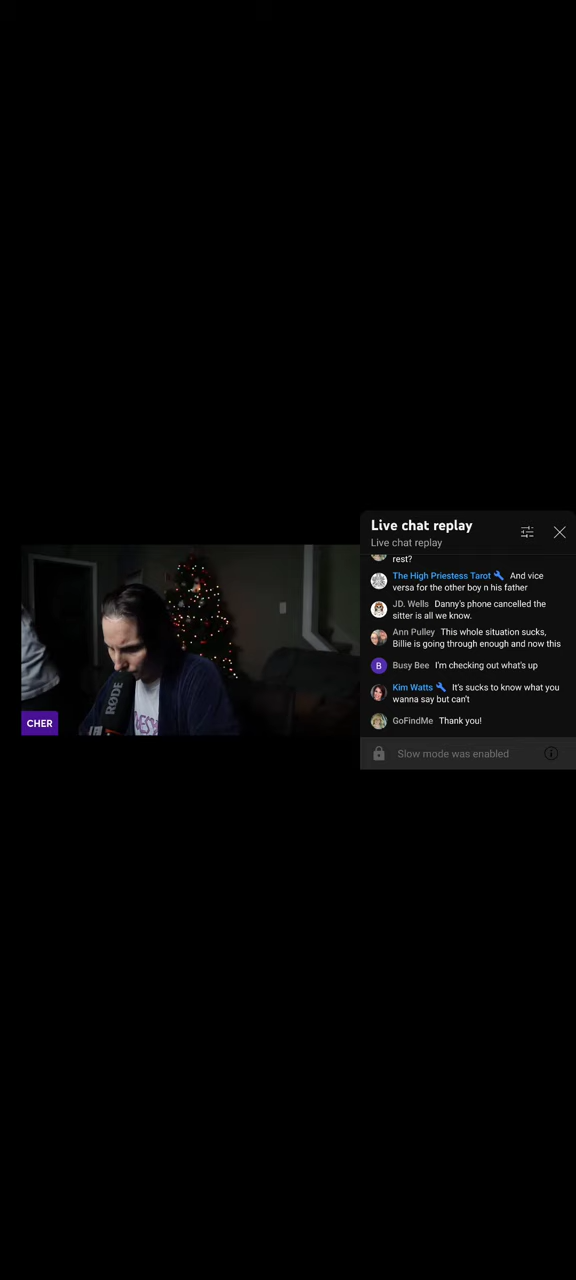 Live chat replay
Live chat replay
rest?
The High Priestess Tarot And vice
versa for the other boy n his father
J.D. Wells Danny's phone cancelled the
sitter is all we know.
Ann Pulley This whole situation sucks,
Billie is going through enough and now this
B Busy Bee I'm checking out what's up
Kim Watts It's sucks to know what you
wanna say but can't
GoFindMe Thank you!
Slow mode was enabled
RØDE
CHER